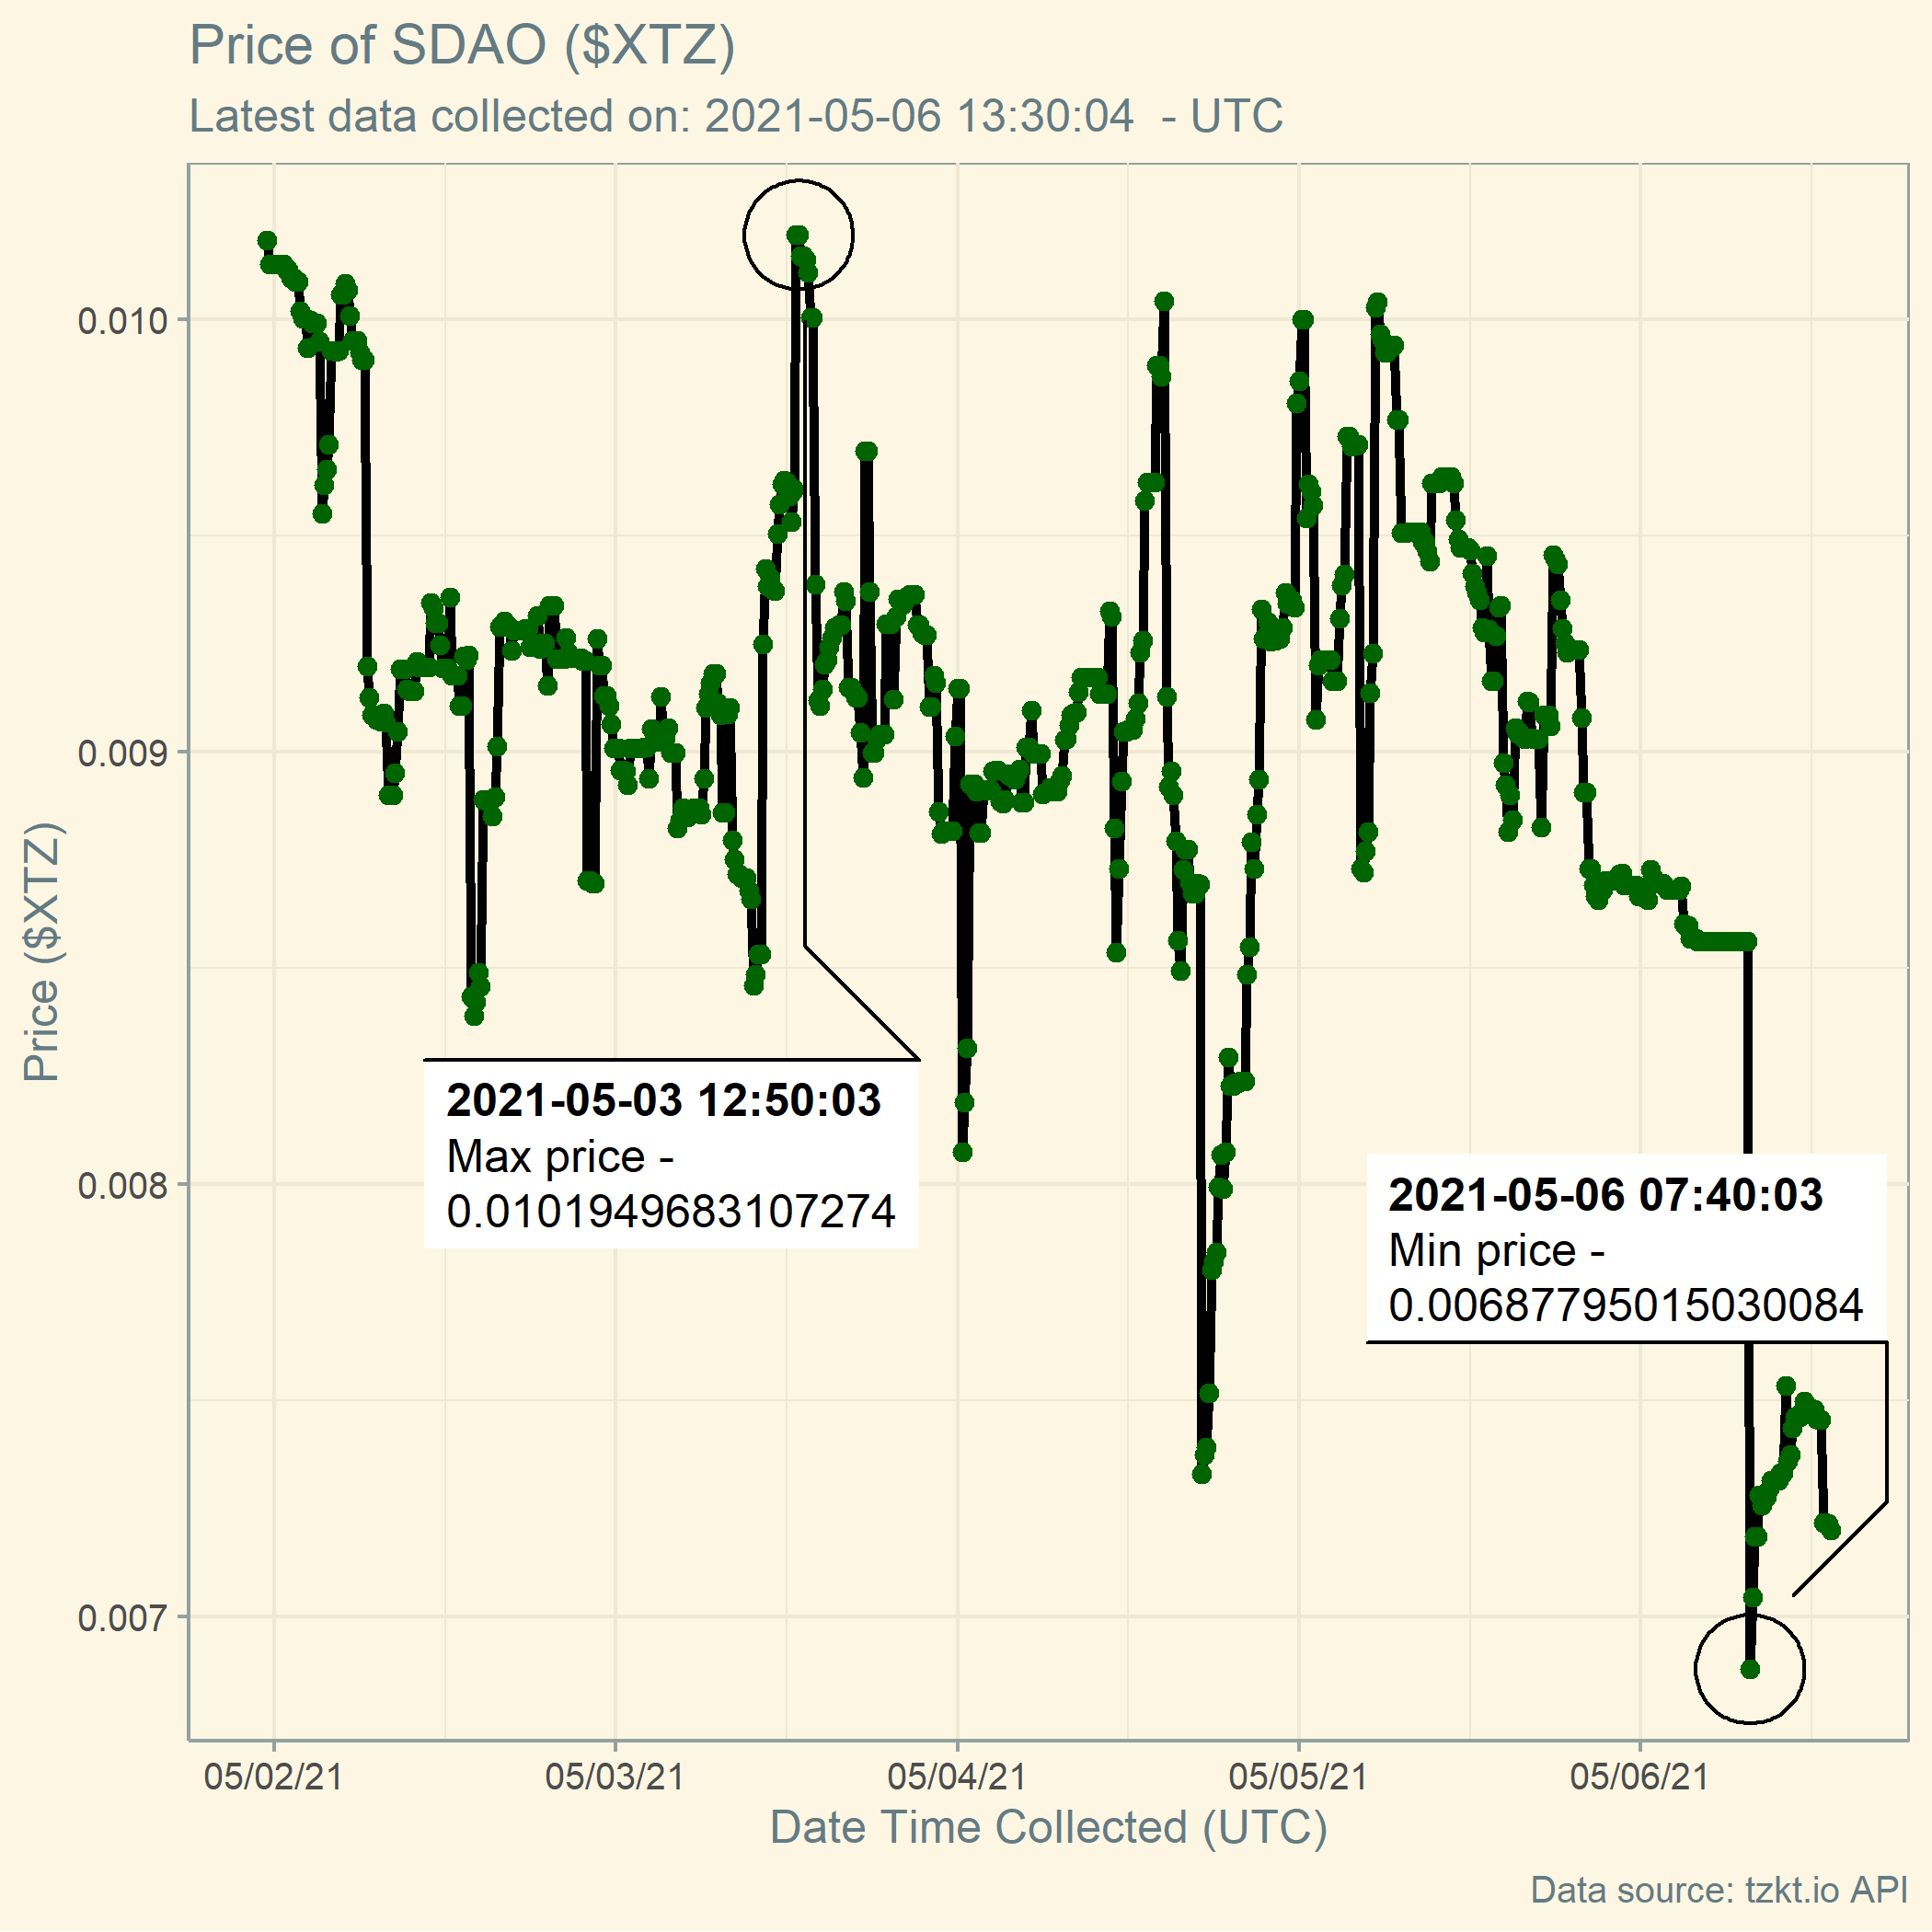 Price of SDAO ($XTZ)
Latest data collected on: 2021-05-06 13:30:04  - UTC
Price ($XTZ)
0.010
0.009
0.008
0.007
2021-05-03 12:50:03
Max price -
0.0101949683107274
2021-05-06 07:40:03
Min price -
0.00687795015030084
05/02/21
05/03/21
05/04/21
05/05/21
05/06/21
Date Time Collected (UTC)
Data source: tzkt.io API